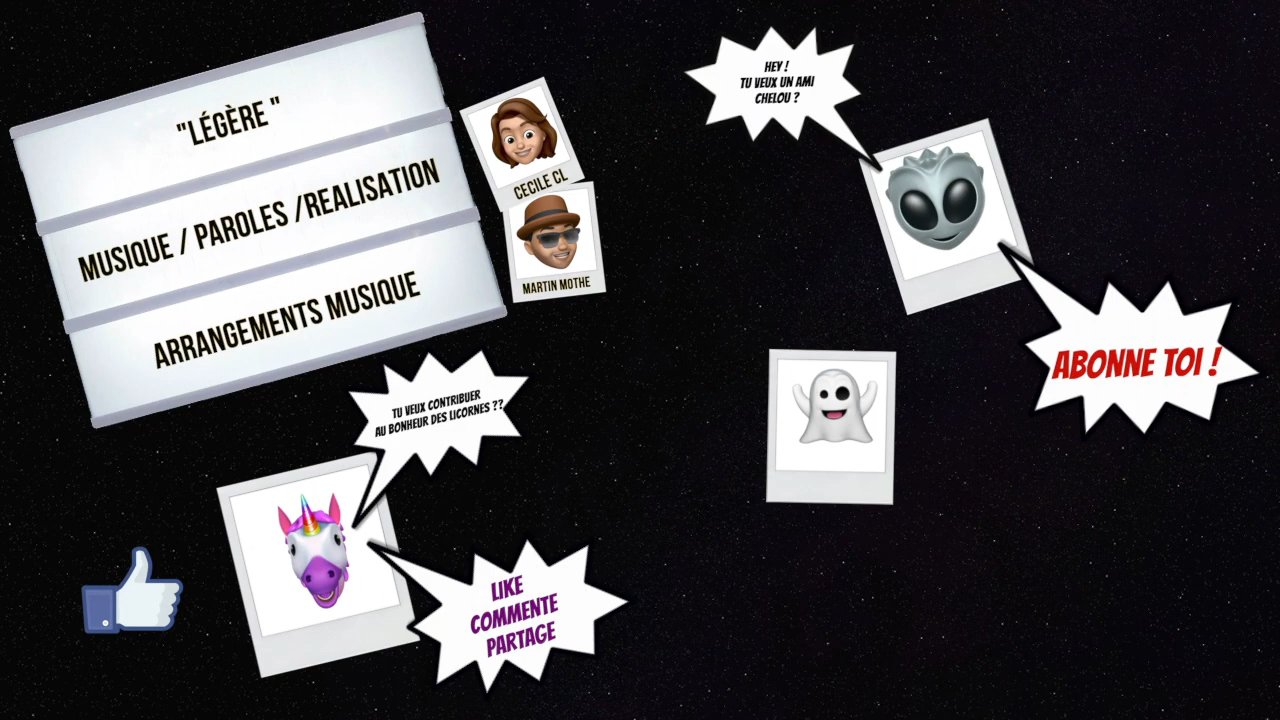 "LÉGÈRE "
MUSIQUE / PAROLES /REALISATION
ARRANGEMENTS MUSIQUE
CECILE CL
MARTIN MOTHE
HEY !
TU VEUX UN AMI
CHELOU ?
ABONNE TOI !
TU VEUX CONTRIBUER
AU BONHEUR DES LICORNES ??
LIKE
COMMENTE
PARTAGE